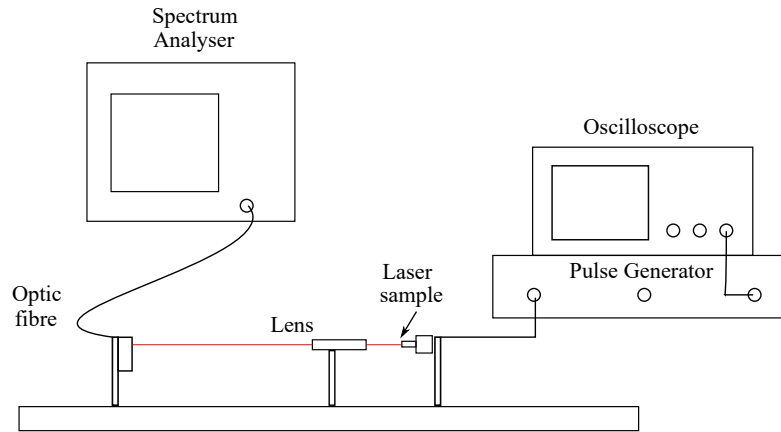 Spectrum
Analyser
Oscilloscope
Pulse Generator
Laser
sample
Optic
fibre
Lens